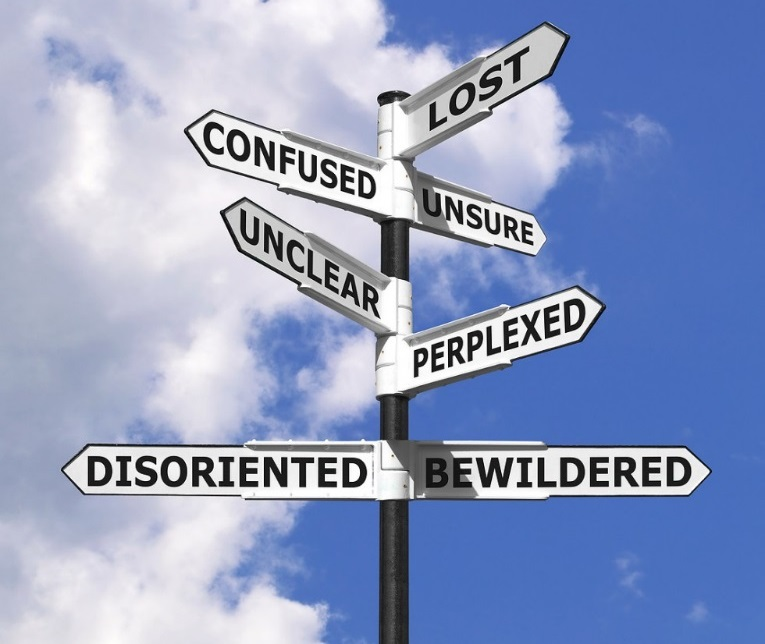 LOST
CONFUSED
UNSURE
UNCLEAR
PERPLEXED
DISORIENTED
BEWILDERED